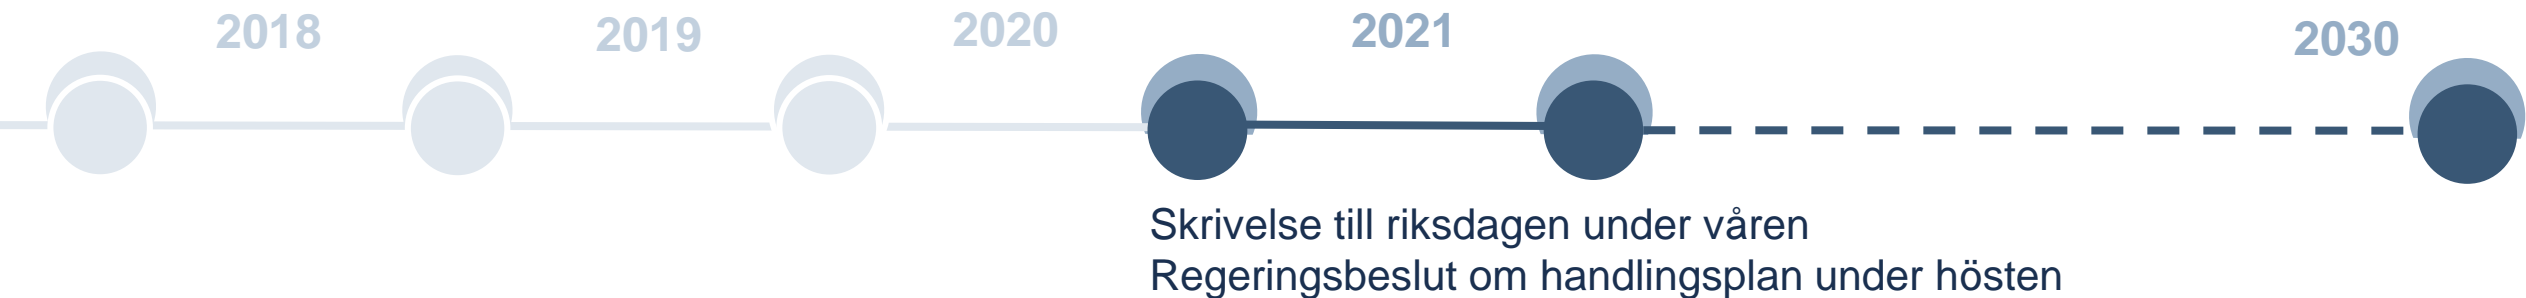 2018
2019
2020
2021
2030
Skrivelse till riksdagen under våren
Regeringsbeslut om handlingsplan under hösten